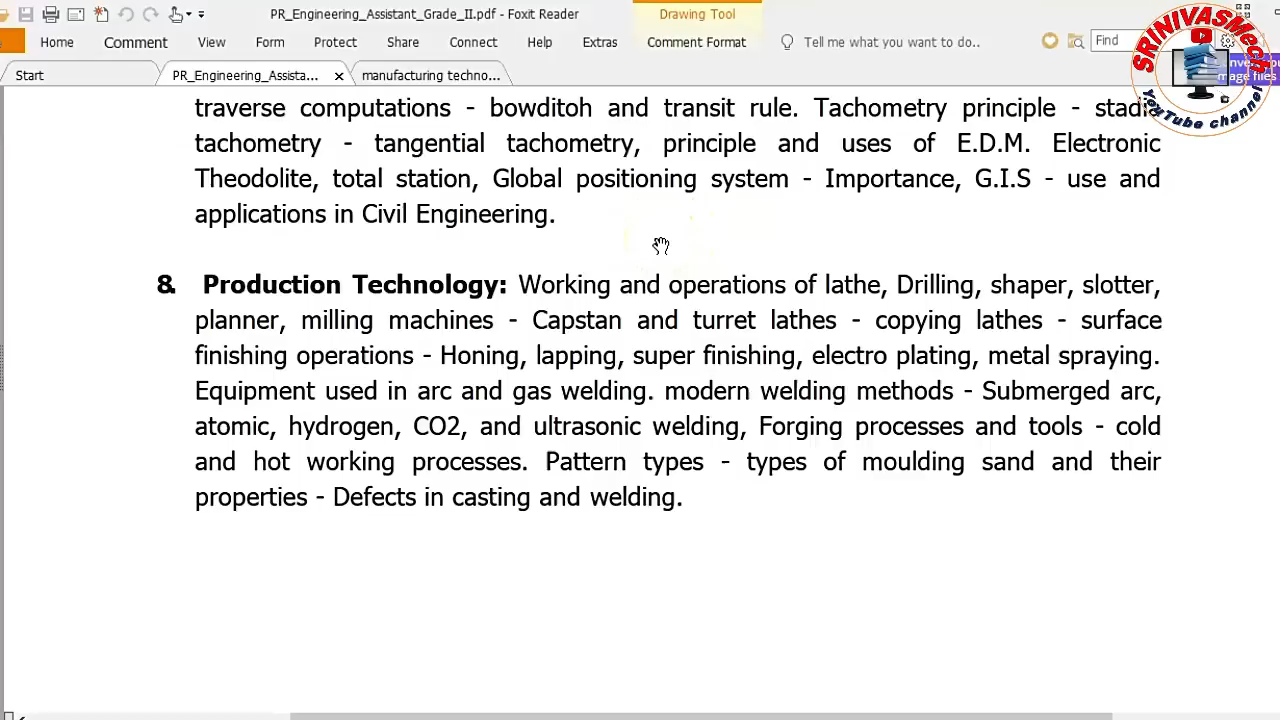 PR_Engineering_Assistant_Grade_II.pdf - Foxit Reader
Drawing Tool
Home Comment View Form Protect Share Connect Help Extras Comment Format Tell me what you want to do.. Find
Start PR_Engineering_Assista... manufacturing techno...
SRINIVASMech
YouTube channel
mage files
traverse computations - bowditoh and transit rule. Tachometry principle - stadia
tachometry - tangential tachometry, principle and uses of E.D.M. Electronic
Theodolite, total station, Global positioning system - Importance, G.I.S - use and
applications in Civil Engineering.
8. Production Technology: Working and operations of lathe, Drilling, shaper, slotter,
planner, milling machines - Capstan and turret lathes - copying lathes - surface
finishing operations - Honing, lapping, super finishing, electro plating, metal spraying.
Equipment used in arc and gas welding. modern welding methods - Submerged arc,
atomic, hydrogen, CO2, and ultrasonic welding, Forging processes and tools - cold
and hot working processes. Pattern types - types of moulding sand and their
properties - Defects in casting and welding.